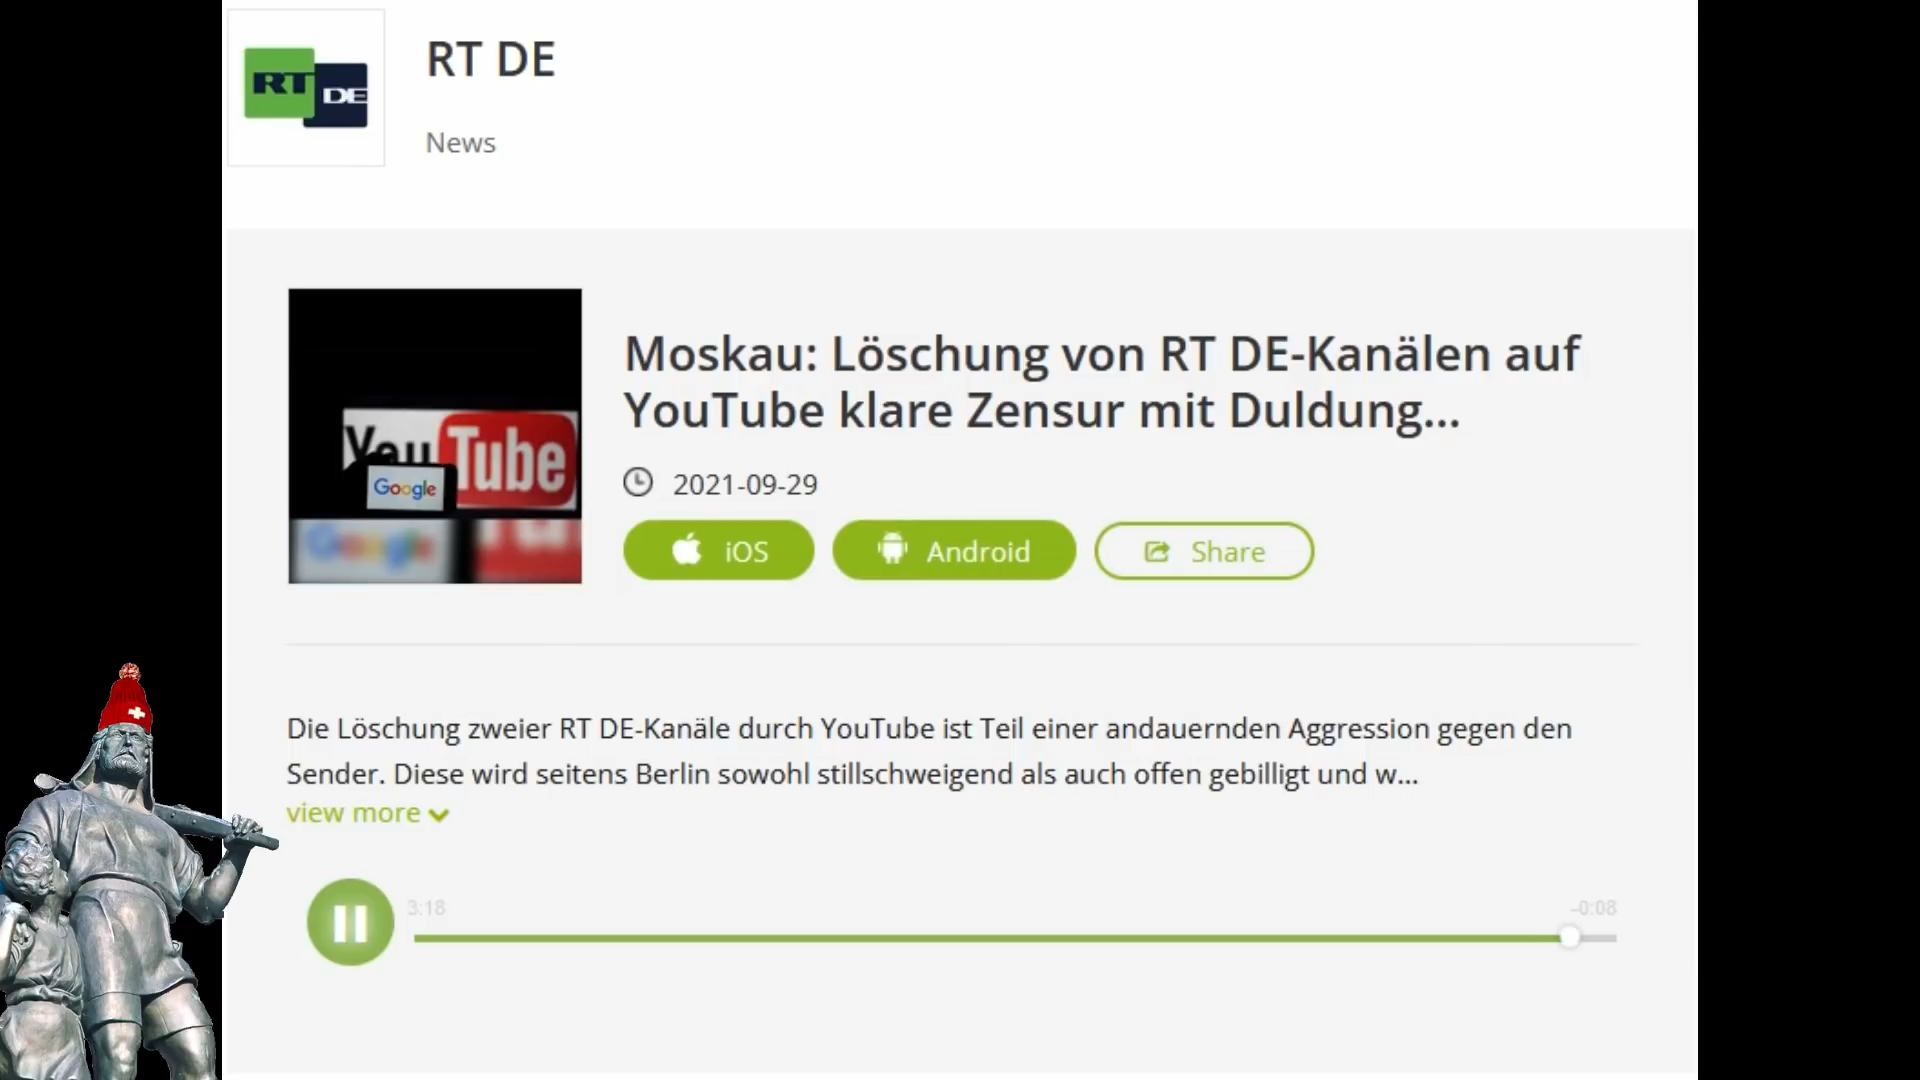 RT DE
RT DE
News
Moskau: Löschung von RT DE-Kanälen auf
YouTube klare Zensur mit Duldung...
You Tube
Google
Google
2021-09-29
iOS
Android
Share
Die Löschung zweier RT DE-Kanäle durch YouTube ist Teil einer andauernden Aggression gegen den
Sender. Diese wird seitens Berlin sowohl stillschweigend als auch offen gebilligt und w...
view more
3:18
-0:08